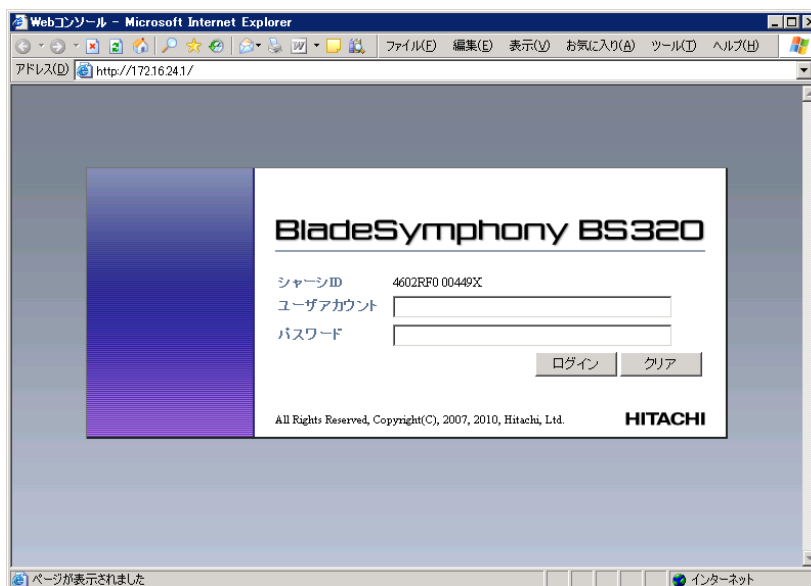 Webコンソール - Microsoft Internet Explorer
ファイル(F) 編集(E) 表示(V) お気に入り(A) ツール(T) ヘルプ(H)
アドレス(D) http://172.16.24.1/
BladeSymphony BS320
シャーシID 4602RF0 00449X
ユーザアカウント
パスワード
ログイン クリア
All Rights Reserved, Copyright(C), 2007, 2010, Hitachi, Ltd. HITACHI
ページが表示されました インターネット